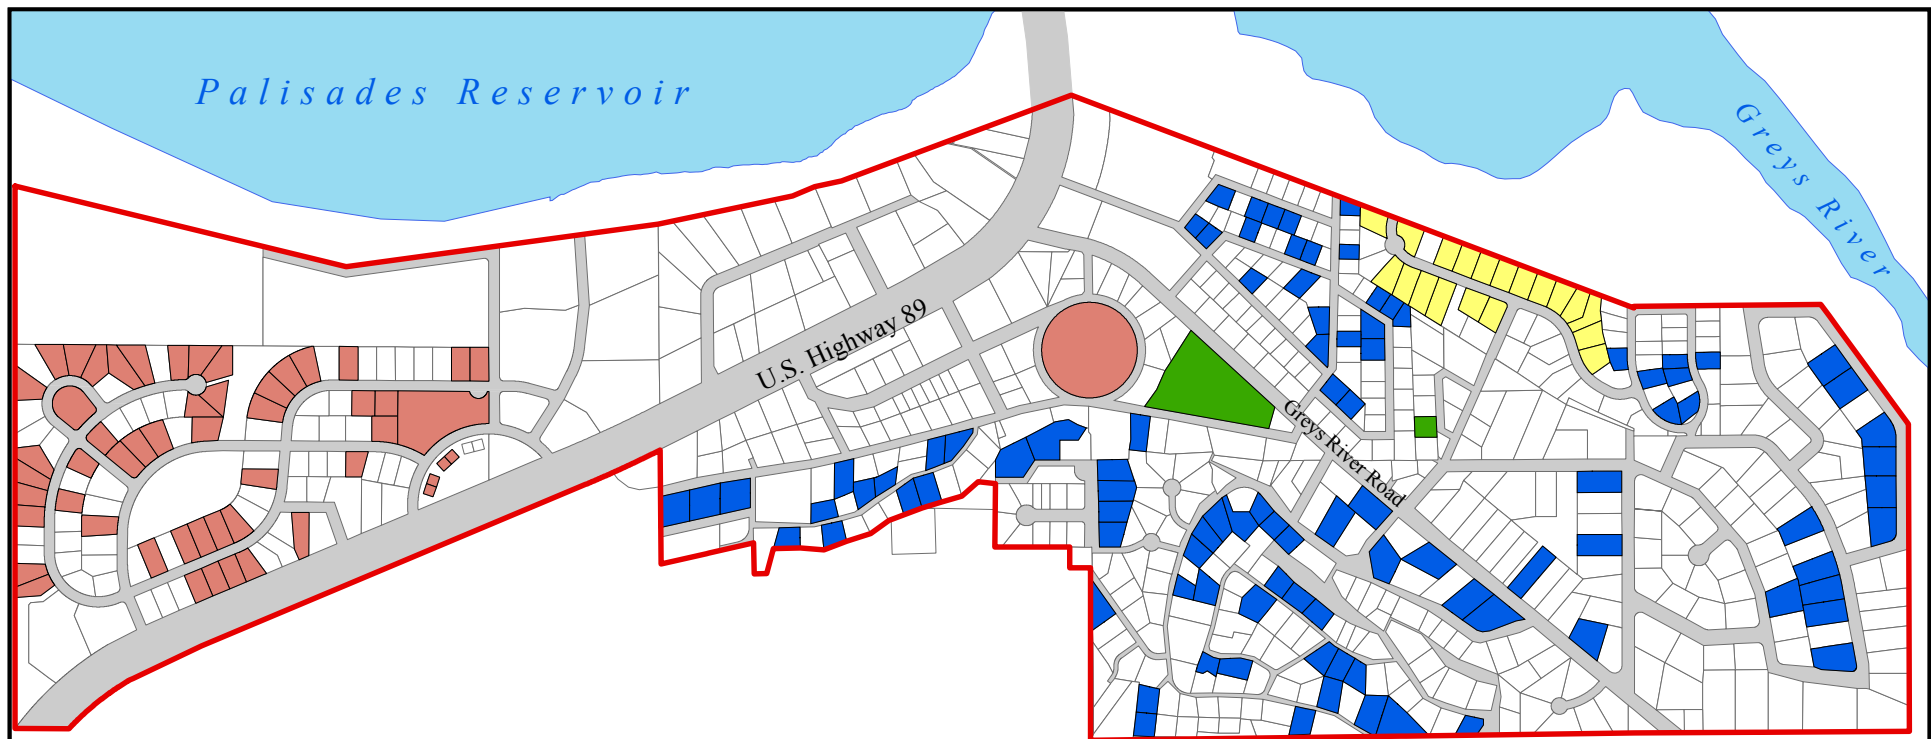 Palisades Reservoir
Greys River
U.S. Highway 89
Greys River Road